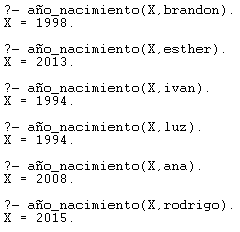 ?- año_nacimiento(X,brandon).
X = 1998.
?- año_nacimiento(X,esther).
X = 2013.
?- año_nacimiento(X,ivan).
X = 1994.
?- año_nacimiento(X,luz).
X = 1994.
?- año_nacimiento(X,ana).
X = 2008.
?- año_nacimiento(X,rodrigo).
X = 2015.